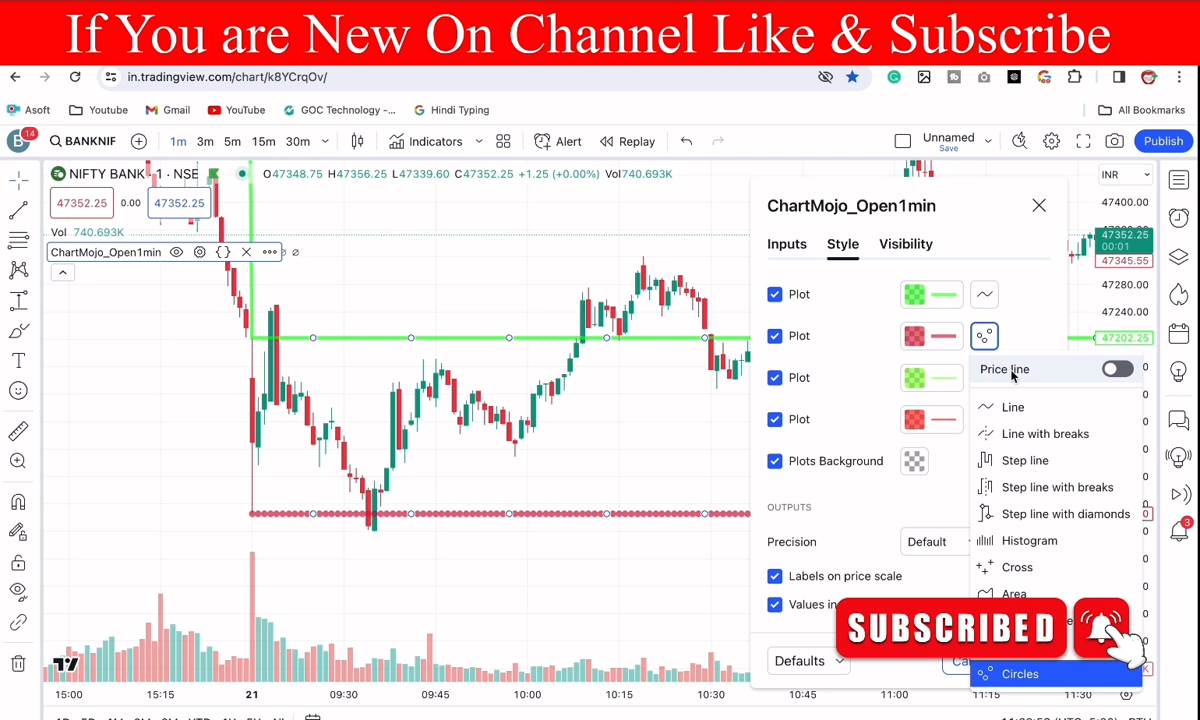 If You are New On Channel Like & Subscribe
in.tradingview.com/chart/k8YCrqOv/
Asoft
Youtube
Gmail
YouTube
GOC Technology -...
Hindi Typing
All Bookmarks
B
14
BANKNIF
1m
3m
5m
15m
30m
Indicators
Alert
Replay
Unnamed
Save
Publish
NIFTY BANK · 1 · NSE
O47348.75 H47356.25 L47339.60 C47352.25 +1.25 (+0.00%) Vol740.693K
47352.25
0.00
47352.25
Vol 740.693K
ChartMojo_Open1min
INR
47400.00
47352.25
00:01
47345.55
47280.00
47240.00
47202.25
ChartMojo_Open1min
Inputs
Style
Visibility
Plot
Plot
Plot
Plot
Plots Background
OUTPUTS
Precision
Default
Labels on price scale
Values in
Defaults
Price line
Line
Line with breaks
Step line
Step line with breaks
Step line with diamonds
Histogram
Cross
Area
Circles
SUBSCRIBED
3
15:00
15:15
21
09:30
09:45
10:00
10:15
10:30
10:45
11:00
11:15
11:30